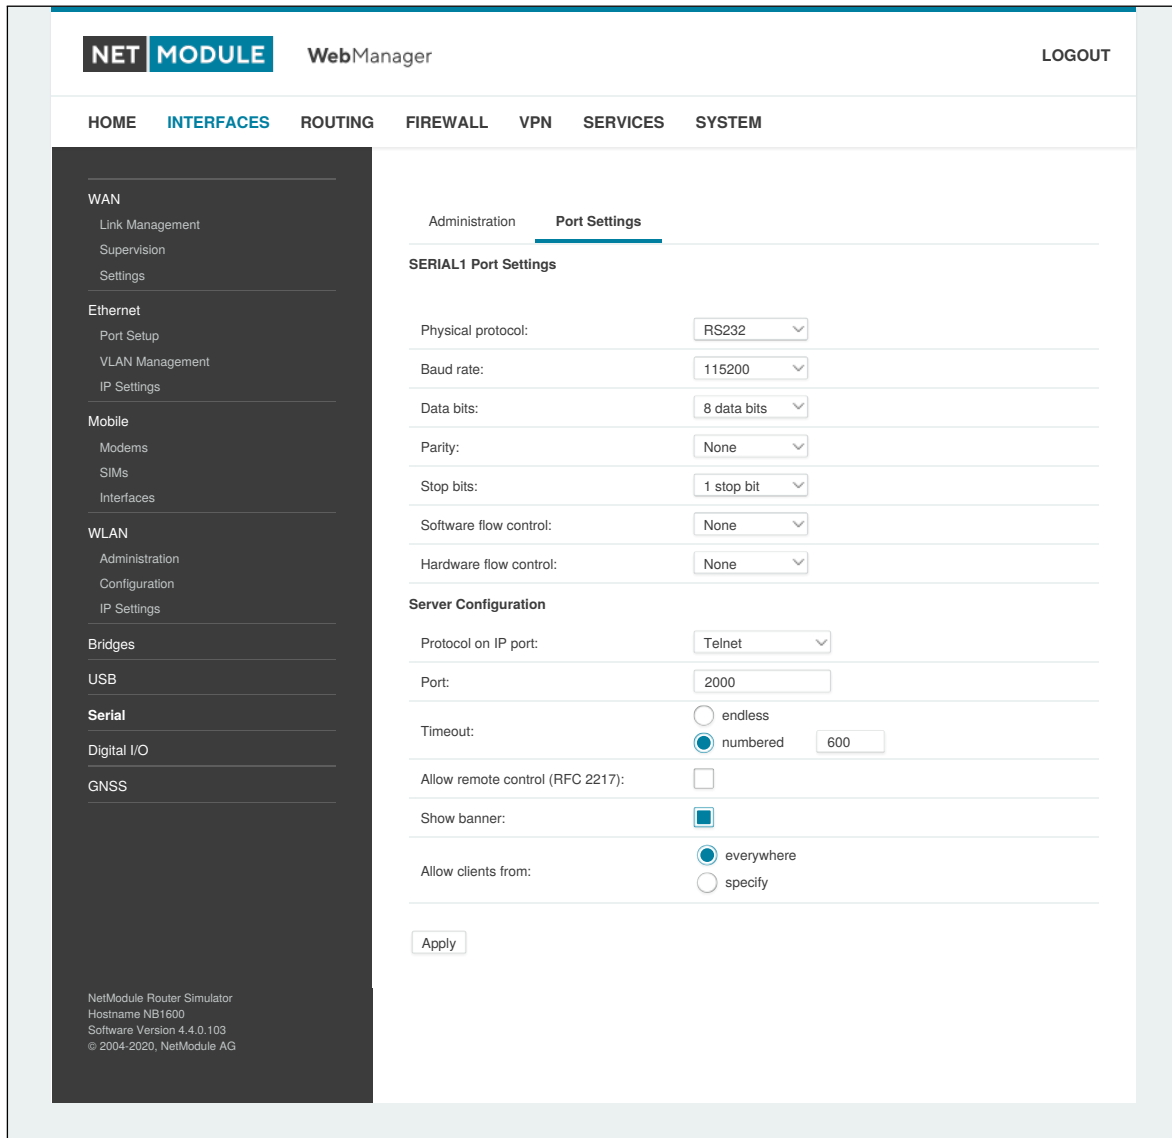 NET MODULE WebManager LOGOUT
HOME INTERFACES ROUTING FIREWALL VPN SERVICES SYSTEM
WAN
Link Management
Supervision
Settings
Ethernet
Port Setup
VLAN Management
IP Settings
Mobile
Modems
SIMs
Interfaces
WLAN
Administration
Configuration
IP Settings
Bridges
USB
Serial
Digital I/O
GNSS
NetModule Router Simulator
Hostname NB1600
Software Version 4.4.0.103
© 2004-2020, NetModule AG
Administration Port Settings
SERIAL1 Port Settings
Physical protocol: RS232
Baud rate: 115200
Data bits: 8 data bits
Parity: None
Stop bits: 1 stop bit
Software flow control: None
Hardware flow control: None
Server Configuration
Protocol on IP port: Telnet
Port: 2000
Timeout: endless
numbered 600
Allow remote control (RFC 2217):
Show banner:
Allow clients from: everywhere
specify
Apply